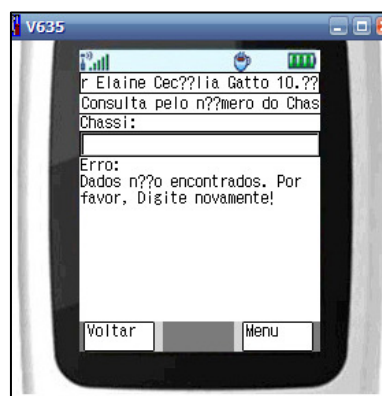 V635
r Elaine Cec??lia Gatto 10.??
Consulta pelo n??mero do Chas
Chassi:
Erro:
Dados n??o encontrados. Por
favor, Digite novamente!
Voltar Menu